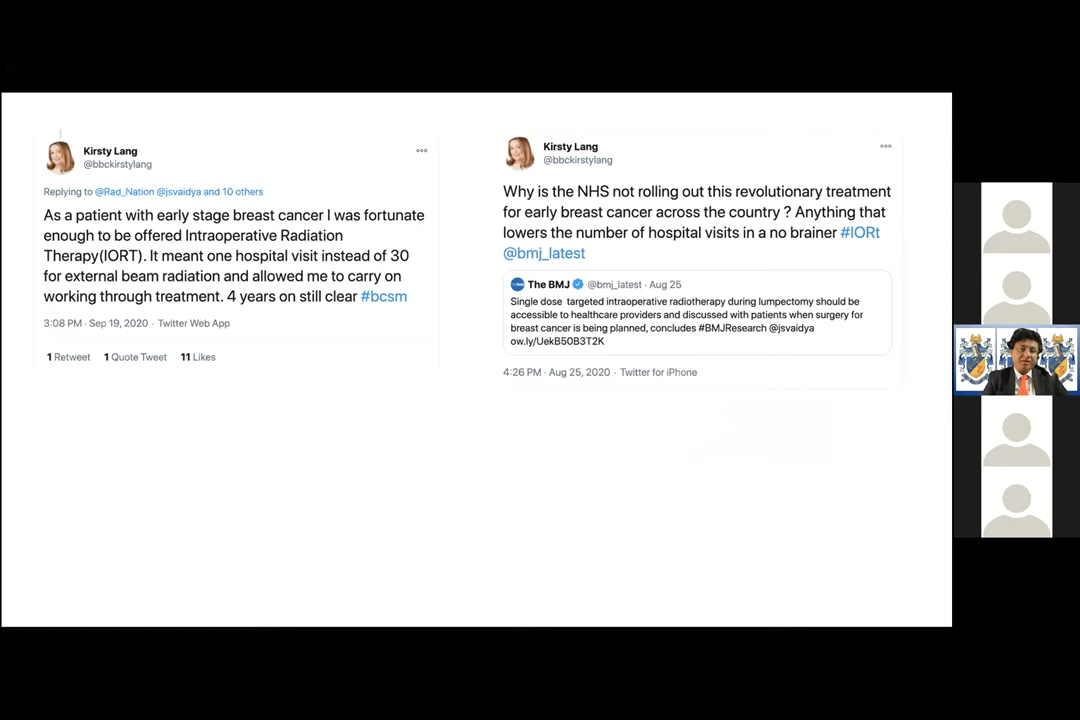 Kirsty Lang
@bbckirstylang
Replying to @Rad_Nation @jsvaidya and 10 others
As a patient with early stage breast cancer I was fortunate
enough to be offered Intraoperative Radiation
Therapy(IORT). It meant one hospital visit instead of 30
for external beam radiation and allowed me to carry on
working through treatment. 4 years on still clear #bcsm
3:08 PM · Sep 19, 2020 · Twitter Web App
1 Retweet 1 Quote Tweet 11 Likes
Kirsty Lang
@bbckirstylang
Why is the NHS not rolling out this revolutionary treatment
for early breast cancer across the country ? Anything that
lowers the number of hospital visits in a no brainer #IORt
@bmj_latest
The BMJ @bmj_latest · Aug 25
Single dose targeted intraoperative radiotherapy during lumpectomy should be
accessible to healthcare providers and discussed with patients when surgery for
breast cancer is being planned, concludes #BMJResearch @jsvaidya
ow.ly/UekB50B3T2K
4:26 PM · Aug 25, 2020 · Twitter for iPhone